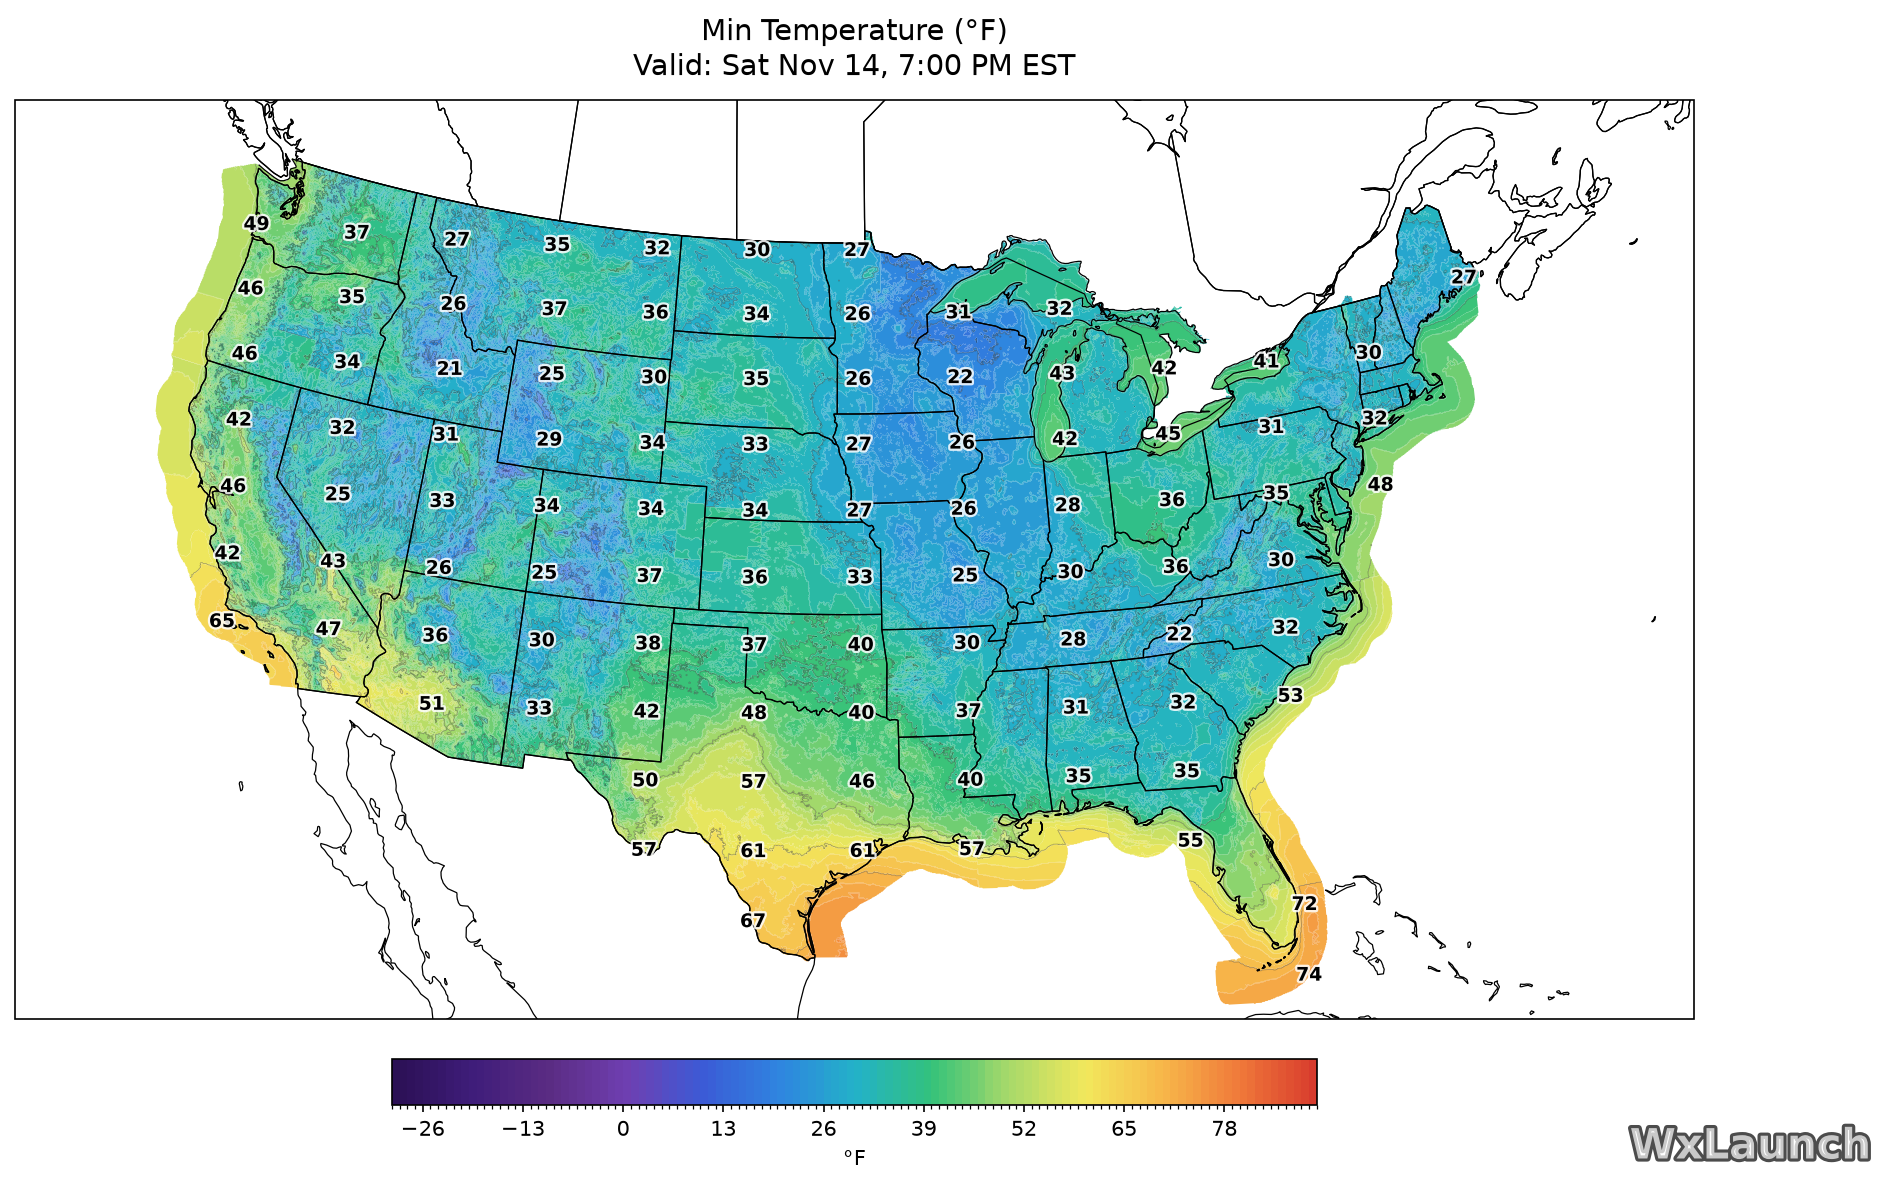 Min Temperature (°F)
Valid: Sat Nov 14, 7:00 PM EST
49 37 27 35 32 30 27 27
46 35 26 37 36 34 26 31 32
46 34 21 25 30 35 26 22 43 42 41 30
42 32 31 29 34 33 27 26 42 45 31 32
46 25 33 34 34 34 27 26 28 36 35 48
42 43 26 25 37 36 33 25 30 36 30
65 47 36 30 38 37 40 30 28 22 32
51 33 42 48 40 37 31 32 53
50 57 46 40 35 35
57 61 61 57 55
67 72
74
−26 −13 0 13 26 39 52 65 78
°F
WxLaunch